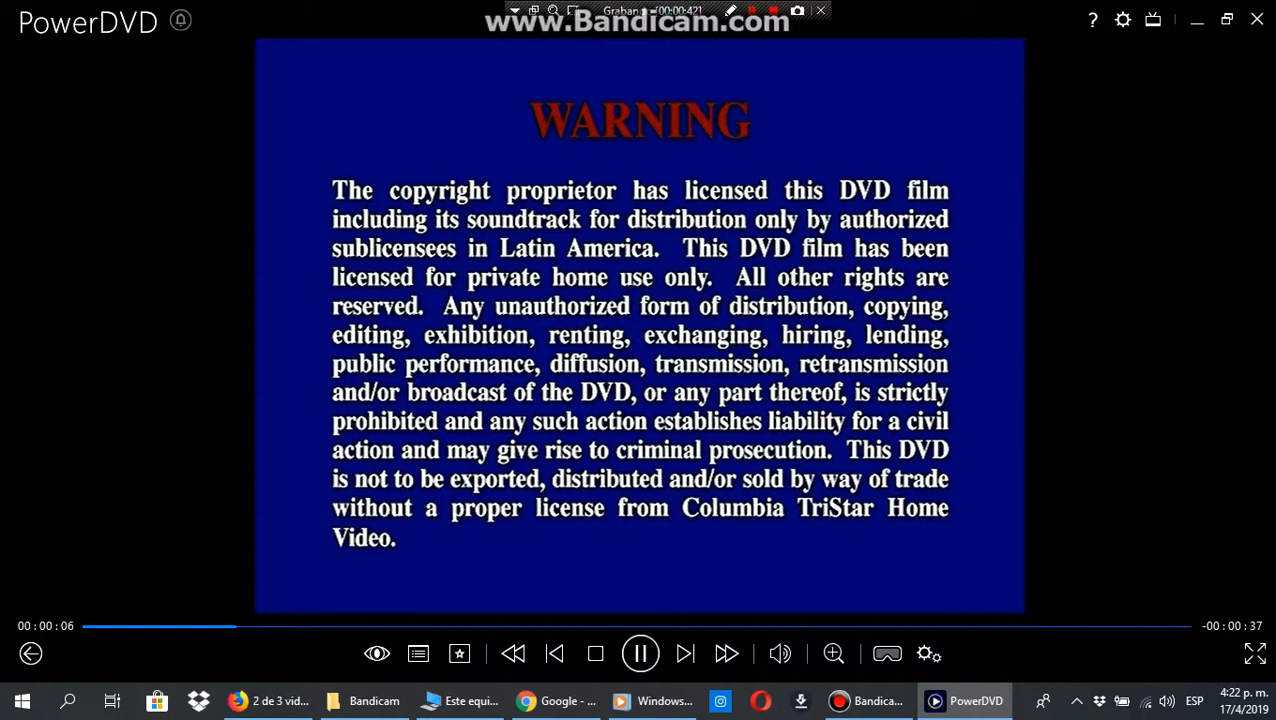 www.Bandicam.com
PowerDVD
WARNING
The copyright proprietor has licensed this DVD film
including its soundtrack for distribution only by authorized
sublicensees in Latin America. This DVD film has been
licensed for private home use only. All other rights are
reserved. Any unauthorized form of distribution, copying,
editing, exhibition, renting, exchanging, hiring, lending,
public performance, diffusion, transmission, retransmission
and/or broadcast of the DVD, or any part thereof, is strictly
prohibited and any such action establishes liability for a civil
action and may give rise to criminal prosecution. This DVD
is not to be exported, distributed and/or sold by way of trade
without a proper license from Columbia TriStar Home
Video.
00:00:06
-00:00:37
2 de 3 vid...
Bandicam
Este equi...
Google - ...
Windows...
Bandica...
PowerDVD
ESP
4:22 p. m.
17/4/2019